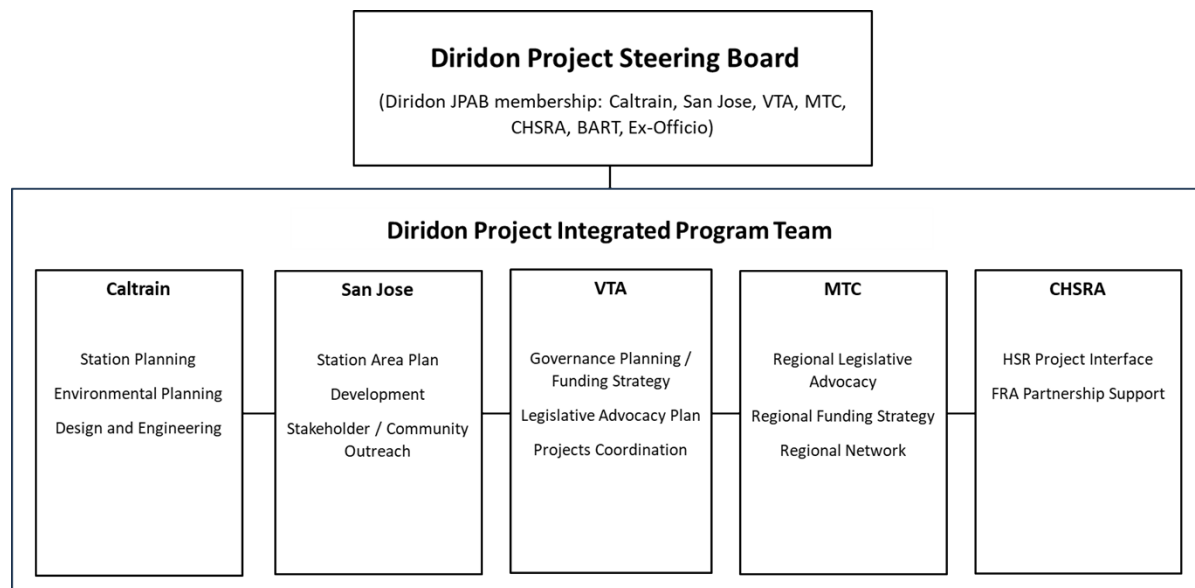 Diridon Project Steering Board
(Diridon JPAB membership: Caltrain, San Jose, VTA, MTC,
CHSRA, BART, Ex-Officio)
Diridon Project Integrated Program Team
Caltrain
Station Planning
Environmental Planning
Design and Engineering
San Jose
Station Area Plan
Development
Stakeholder / Community
Outreach
VTA
Governance Planning /
Funding Strategy
Legislative Advocacy Plan
Projects Coordination
MTC
Regional Legislative
Advocacy
Regional Funding Strategy
Regional Network
CHSRA
HSR Project Interface
FRA Partnership Support